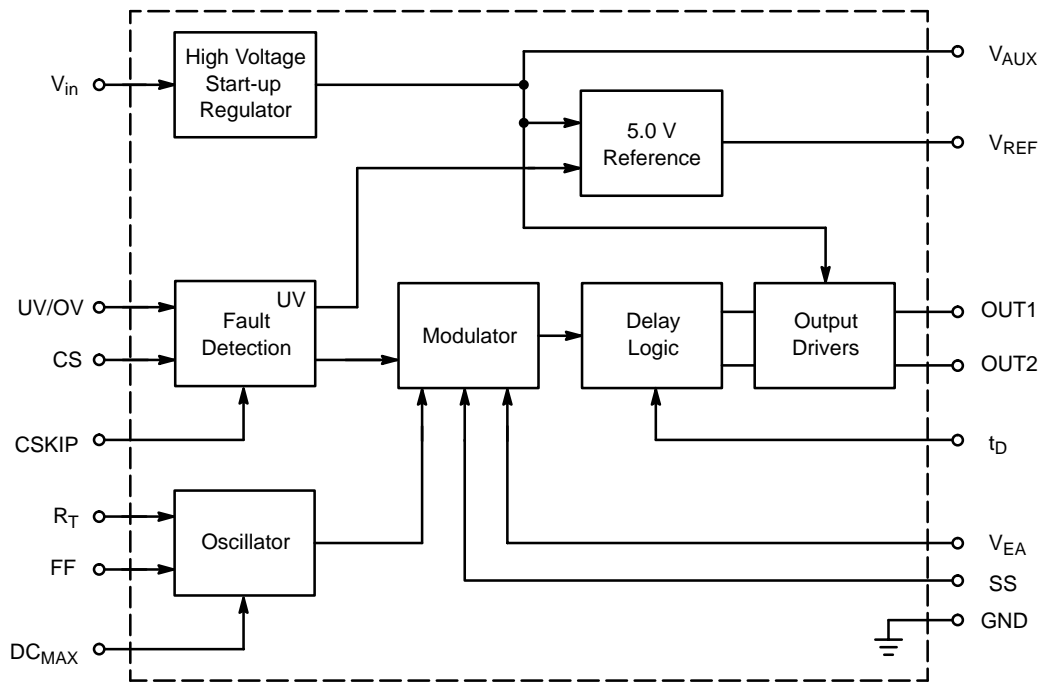 High Voltage
Start-up
Regulator
V_in
V_AUX
5.0 V
Reference
V_REF
UV/OV
CS
UV
Fault
Detection
Modulator
Delay
Logic
Output
Drivers
OUT1
OUT2
CSKIP
t_D
R_T
FF
Oscillator
V_EA
SS
GND
DC_MAX